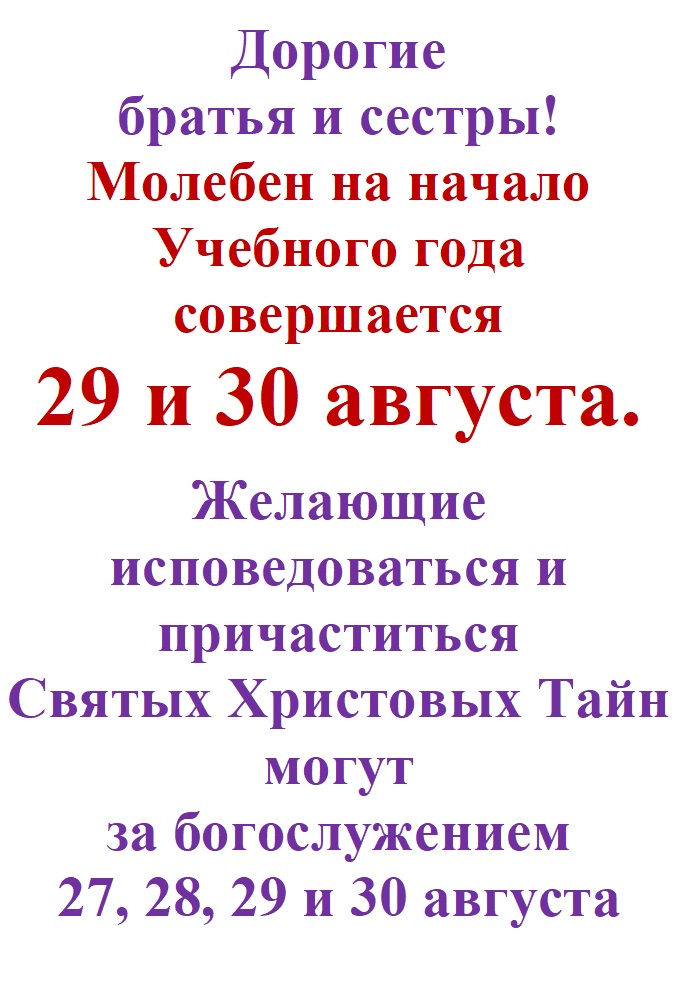 Дорогие
братья и сестры!
Молебен на начало
Учебного года
совершается
29 и 30 августа.
Желающие
исповедоваться и
причаститься
Святых Христовых Тайн
могут
за богослужением
27, 28, 29 и 30 августа